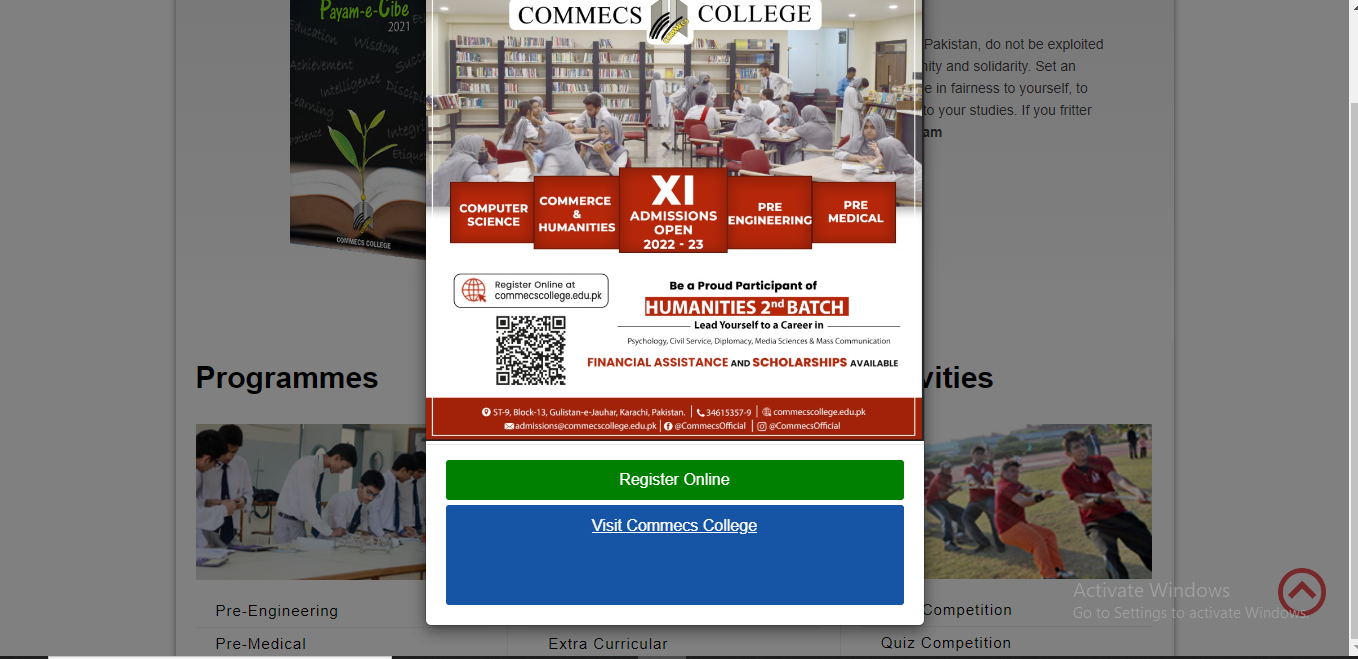 Payam-e-Cibe
2021
Education
Wisdom
Achievement
Intelligence
COMMECS COLLEGE
COMMECS COLLEGE
Pakistan, do not be exploited
nity and solidarity. Set an
e in fairness to yourself, to
to your studies. If you fritter
am
COMPUTER
SCIENCE
COMMERCE
&
HUMANITIES
XI
ADMISSIONS
OPEN
2022 - 23
PRE
ENGINEERING
PRE
MEDICAL
Register Online at
commecscollege.edu.pk
Be a Proud Participant of
HUMANITIES 2nd BATCH
Lead Yourself to a Career in
Psychology, Civil Service, Diplomacy, Media Sciences & Mass Communication
FINANCIAL ASSISTANCE AND SCHOLARSHIPS AVAILABLE
ST-9, Block-13, Gulistan-e-Jauhar, Karachi, Pakistan. | 34615357-9 | commecscollege.edu.pk
admissions@commecscollege.edu.pk | @CommecsOfficial | @CommecsOfficial
Register Online
Visit Commecs College
Programmes
vities
Pre-Engineering
Pre-Medical
Extra Curricular
Competition
Quiz Competition
Activate Windows
Go to Settings to activate Windows.